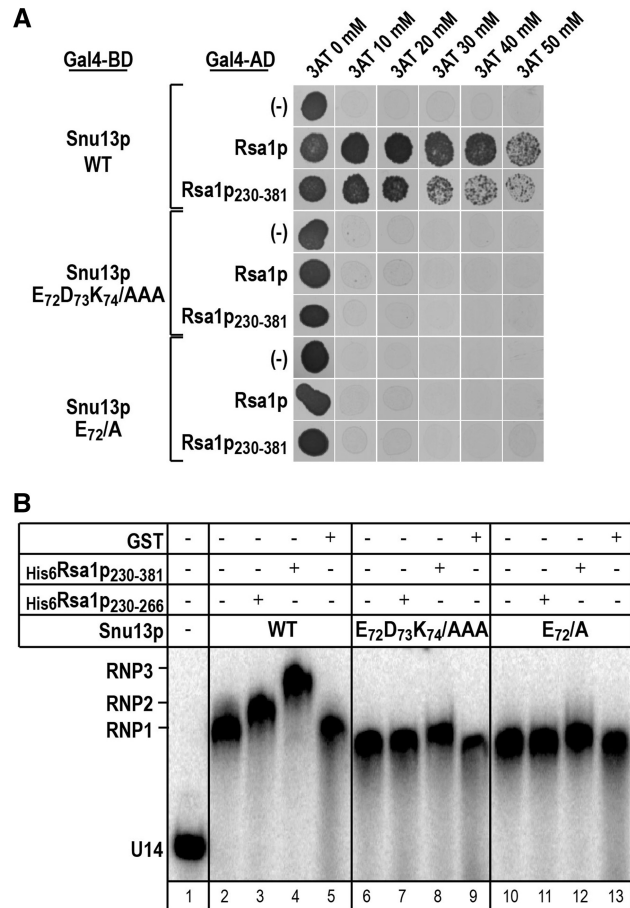 A
Gal4-BD Gal4-AD 3AT 0 mM 3AT 10 mM 3AT 20 mM 3AT 30 mM 3AT 40 mM 3AT 50 mM
(-)
Snu13p WT Rsa1p
Rsa1p230-381
(-)
Snu13p E72D73K74/AAA Rsa1p
Rsa1p230-381
(-)
Snu13p E72/A Rsa1p
Rsa1p230-381
B
GST - - - - + - - - + - - - +
His6Rsa1p230-381 - - - + - - - + - - - + -
His6Rsa1p230-266 - - + - - - + - - - + - -
Snu13p - WT E72D73K74/AAA E72/A
RNP3
RNP2
RNP1
U14
1 2 3 4 5 6 7 8 9 10 11 12 13